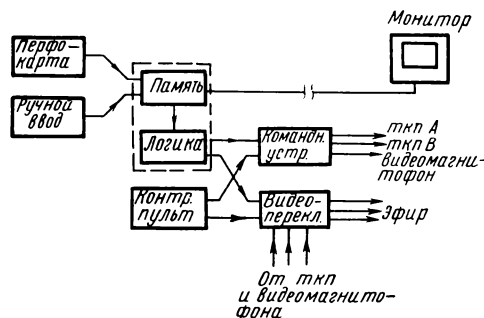 Монитор
Перфо-
карта
Память
Ручной
ввод
Логика
Командн.
устр.
ткп А
ткп В
видеомагни-
тофон
Контр.
пульт
Видео-
перекл.
Эфир
От ткп
и видеомагнито-
фона